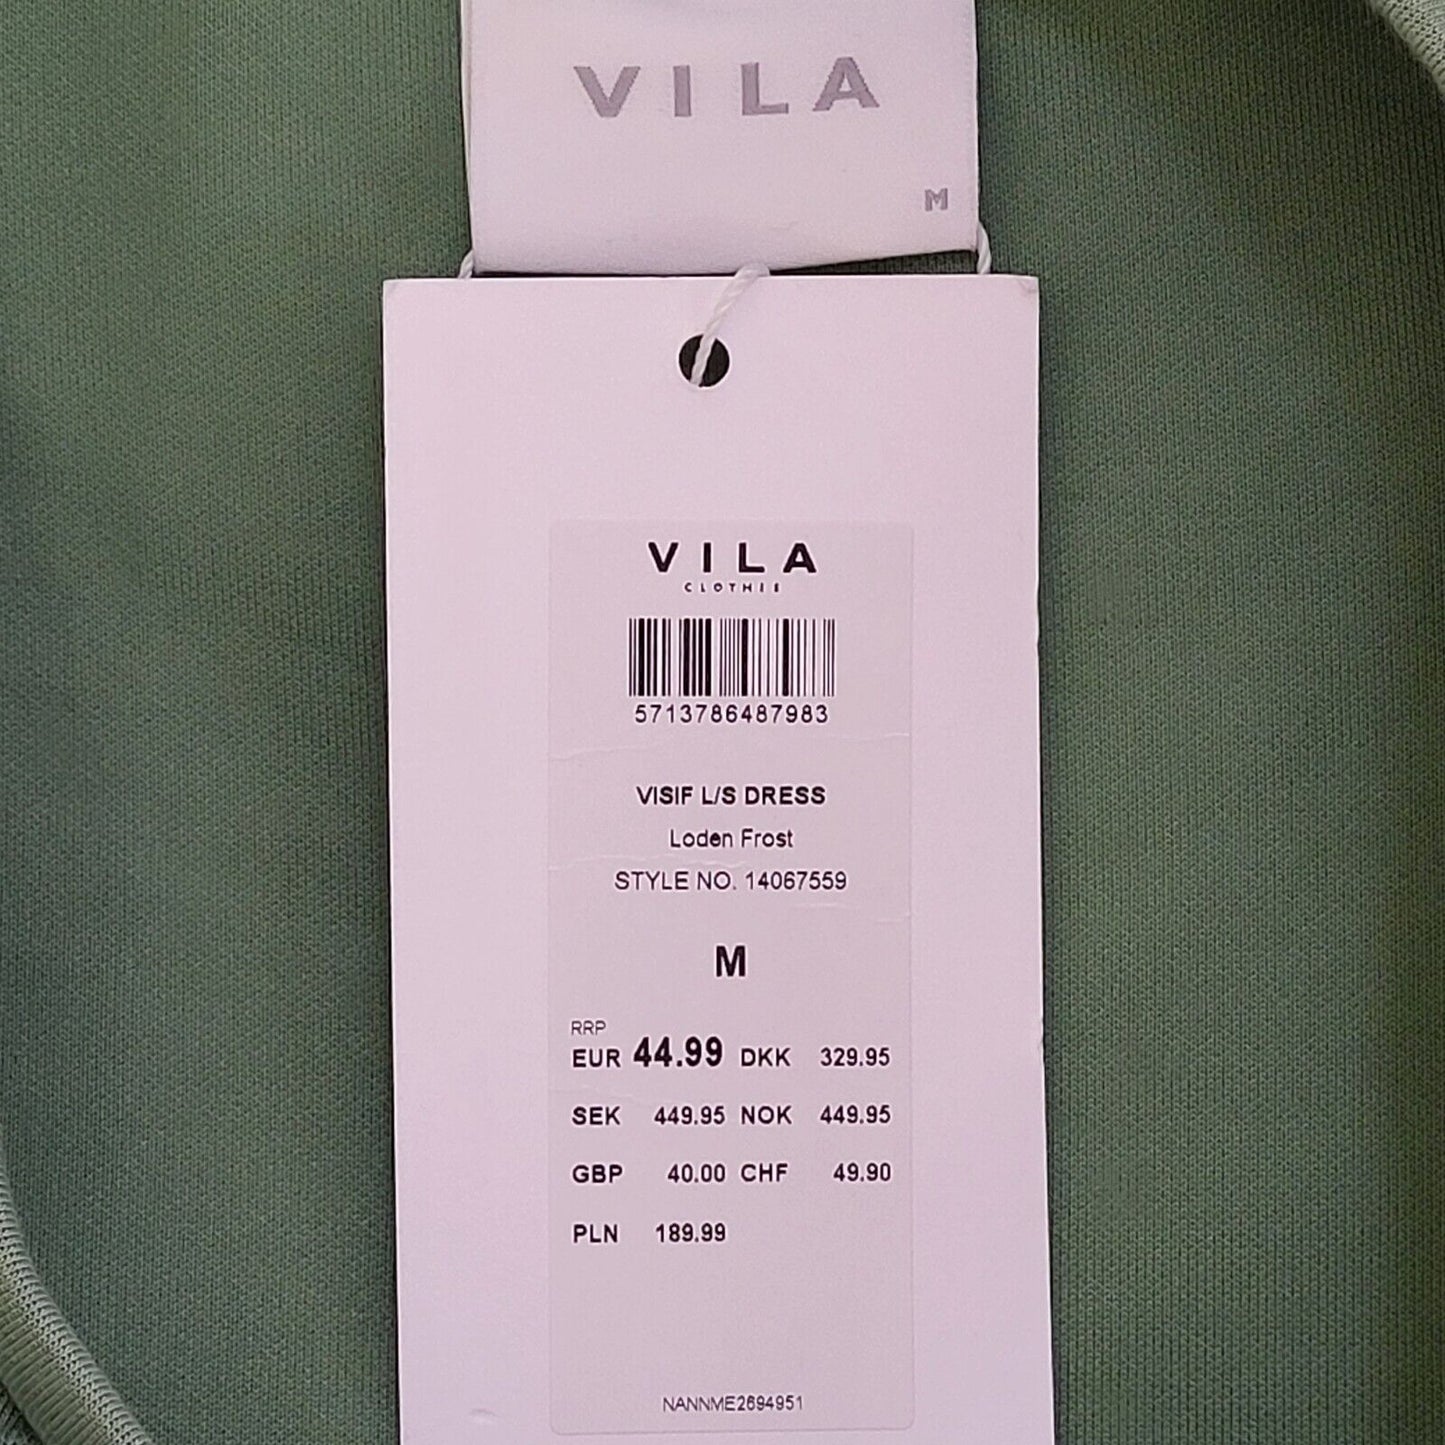 VILA
M
VILA
CLOTHES
5713786487983
VISIF L/S DRESS
Loden Frost
STYLE NO. 14067559
M
RRP
EUR 44.99 DKK 329.95
SEK 449.95 NOK 449.95
GBP 40.00 CHF 49.90
PLN 189.99
NANNME2694951